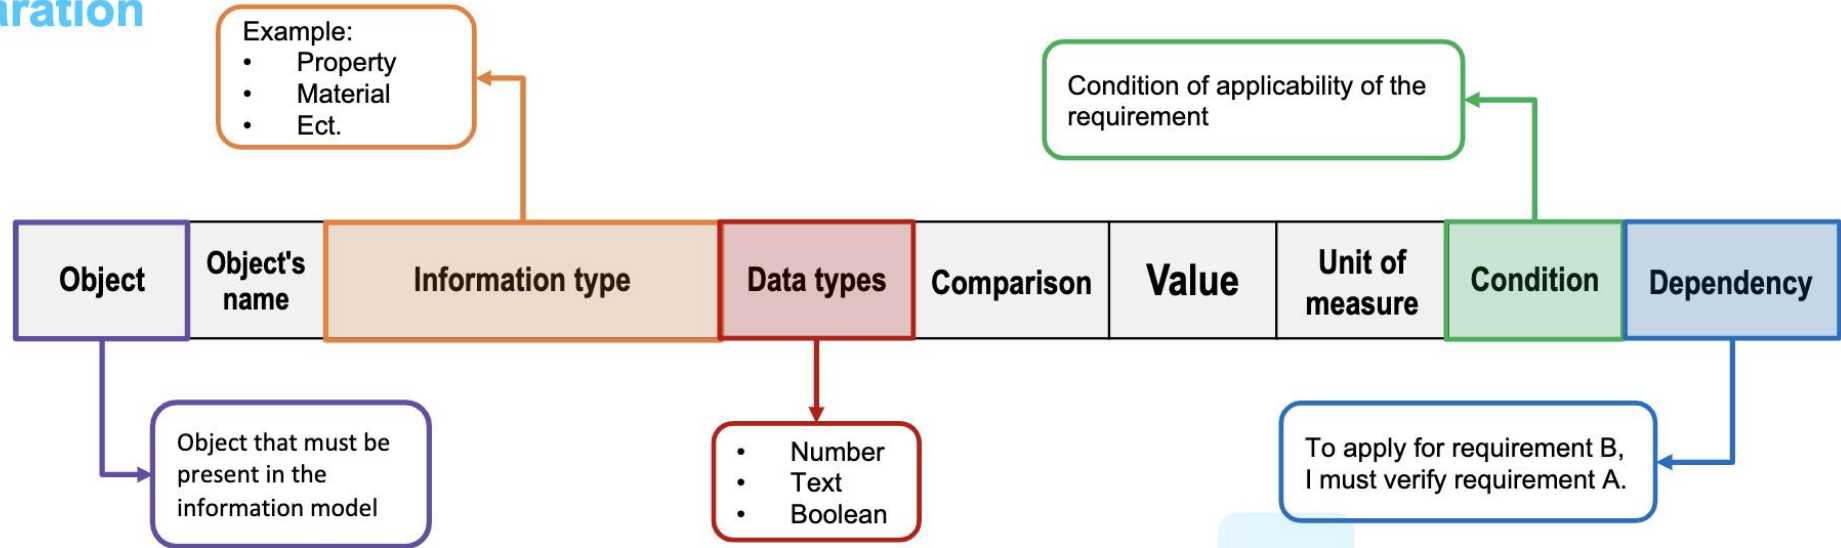 Example:
• Property
• Material
• Ect.
Condition of applicability of the
requirement
Object
Object's
name
Information type
Data types
Comparison
Value
Unit of
measure
Condition
Dependency
Object that must be
present in the
information model
• Number
• Text
• Boolean
To apply for requirement B,
I must verify requirement A.